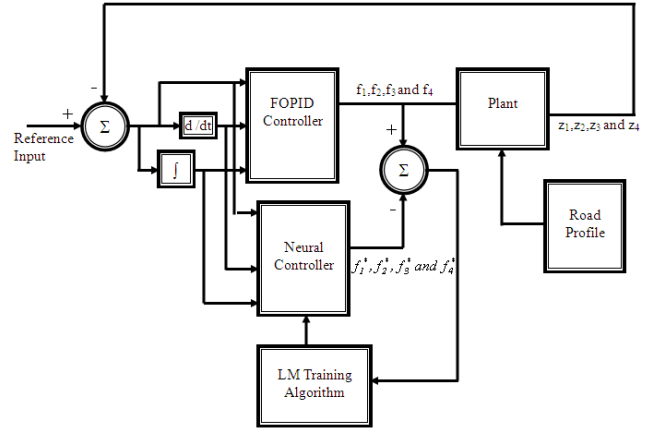 -
+
Σ
Reference
Input
d /dt
∫
FOPID
Controller
f₁,f₂,f₃ and f₄
+
Σ
-
Plant
z₁,z₂,z₃ and z₄
Road
Profile
Neural
Controller
f₁*, f₂*, f₃* and f₄*
LM Training
Algorithm